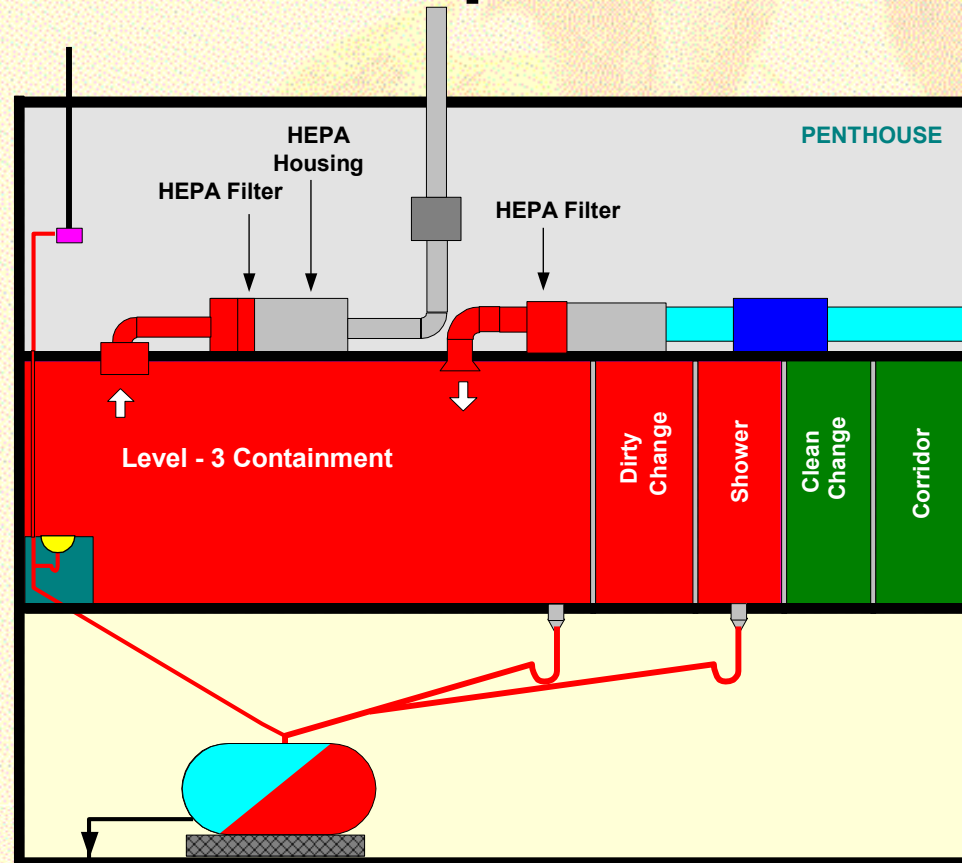 PENTHOUSE
HEPA
Housing
HEPA Filter
HEPA Filter
Level - 3 Containment
Dirty
Change
Shower
Clean
Change
Corridor